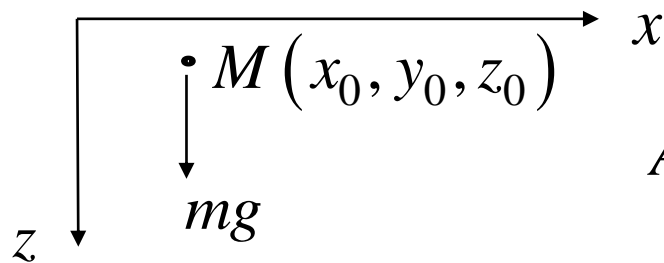 x
M(x₀, y₀, z₀)
mg
z